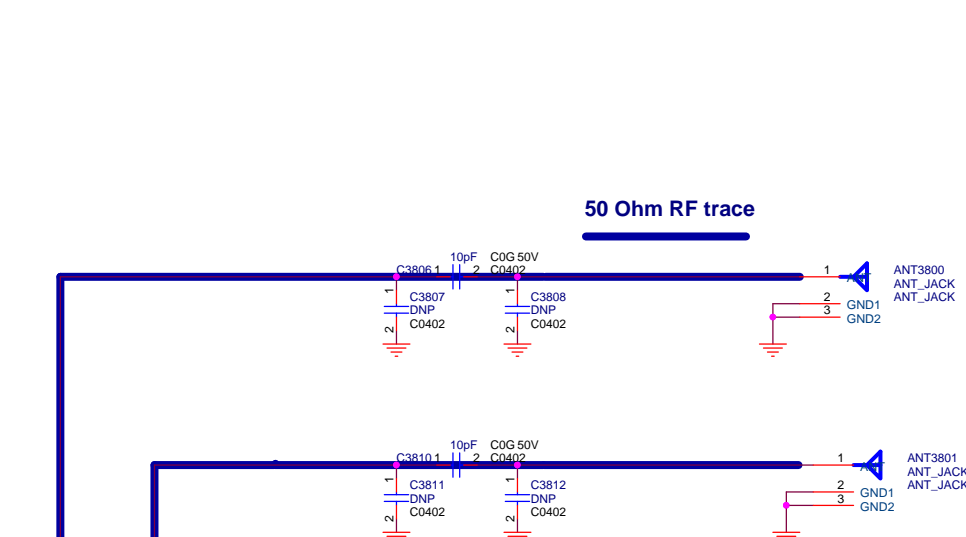 50 Ohm RF trace
10pF C0G 50V
C3806 1 2 C0402
1 ANT3800
ANT_JACK
ANT_JACK
1 C3807
DNP
2 C0402
1 C3808
DNP
2 C0402
2 GND1
3 GND2
10pF C0G 50V
C3810 1 2 C0402
1 ANT3801
ANT_JACK
ANT_JACK
1 C3811
DNP
2 C0402
1 C3812
DNP
2 C0402
2 GND1
3 GND2